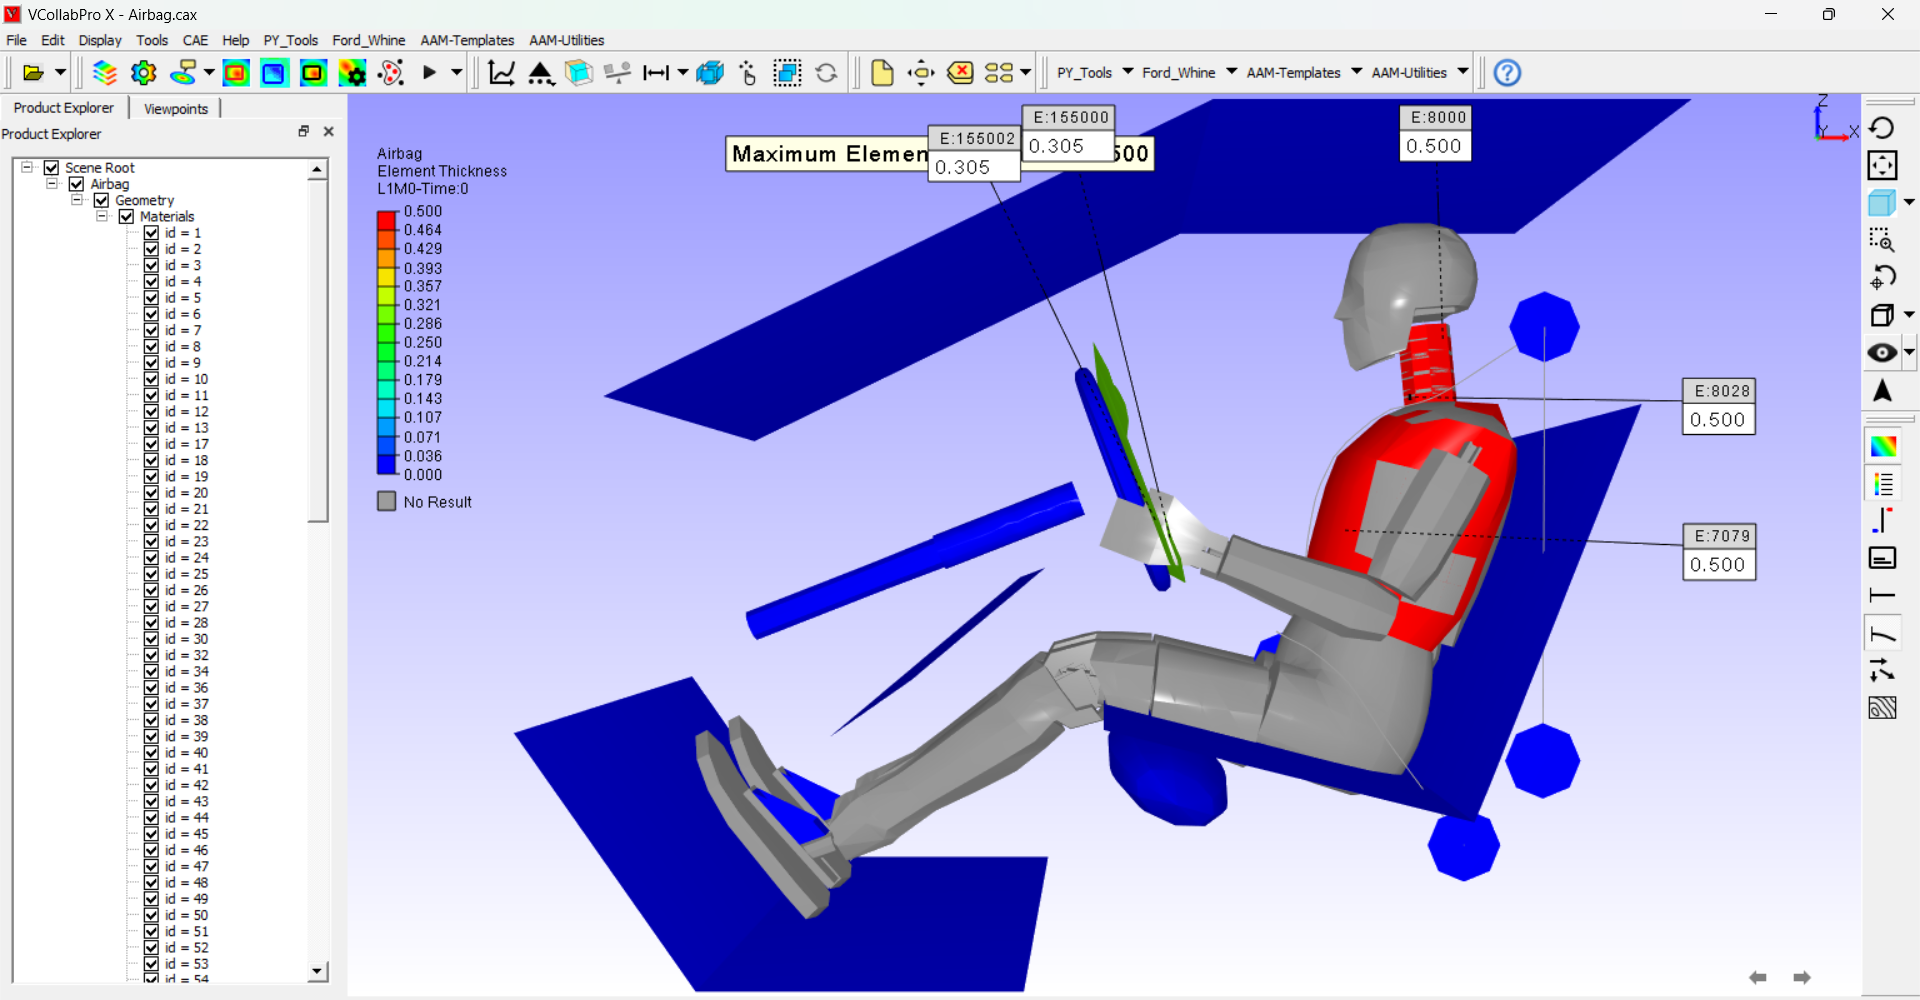 VCollabPro X - Airbag.cax
File Edit Display Tools CAE Help PY_Tools Ford_Whine AAM-Templates AAM-Utilities
PY_Tools Ford_Whine AAM-Templates AAM-Utilities
Product Explorer Viewpoints
Product Explorer
Scene Root
Airbag
Geometry
Materials
id = 1
id = 2
id = 3
id = 4
id = 5
id = 6
id = 7
id = 8
id = 9
id = 10
id = 11
id = 12
id = 13
id = 17
id = 18
id = 19
id = 20
id = 21
id = 22
id = 23
id = 24
id = 25
id = 26
id = 27
id = 28
id = 30
id = 32
id = 34
id = 36
id = 37
id = 38
id = 39
id = 40
id = 41
id = 42
id = 43
id = 44
id = 45
id = 46
id = 47
id = 48
id = 49
id = 50
id = 51
id = 52
id = 53
id = 54
Airbag
Element Thickness
L1M0-Time:0
0.500
0.464
0.429
0.393
0.357
0.321
0.286
0.250
0.214
0.179
0.143
0.107
0.071
0.036
0.000
No Result
Maximum Elemen
500
E:155002
0.305
E:155000
0.305
E:8000
0.500
E:8028
0.500
E:7079
0.500
Z
Y
X